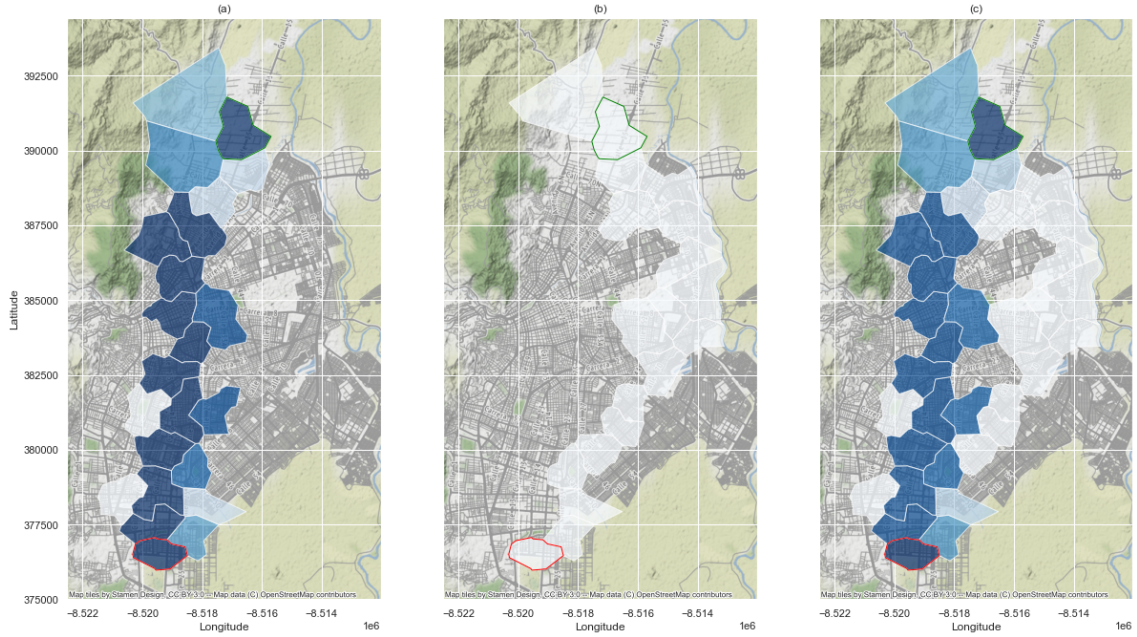 (a)
(b)
(c)
392500
390000
387500
385000
382500
380000
377500
375000
Latitude
Map tiles by Stamen Design, CC BY 3.0 -- Map data (C) OpenStreetMap contributors
Map tiles by Stamen Design, CC BY 3.0 -- Map data (C) OpenStreetMap contributors
Map tiles by Stamen Design, CC BY 3.0 -- Map data (C) OpenStreetMap contributors
−8.522 −8.520 −8.518 −8.516 −8.514
−8.522 −8.520 −8.518 −8.516 −8.514
−8.522 −8.520 −8.518 −8.516 −8.514
Longitude
Longitude
Longitude
1e6
1e6
1e6